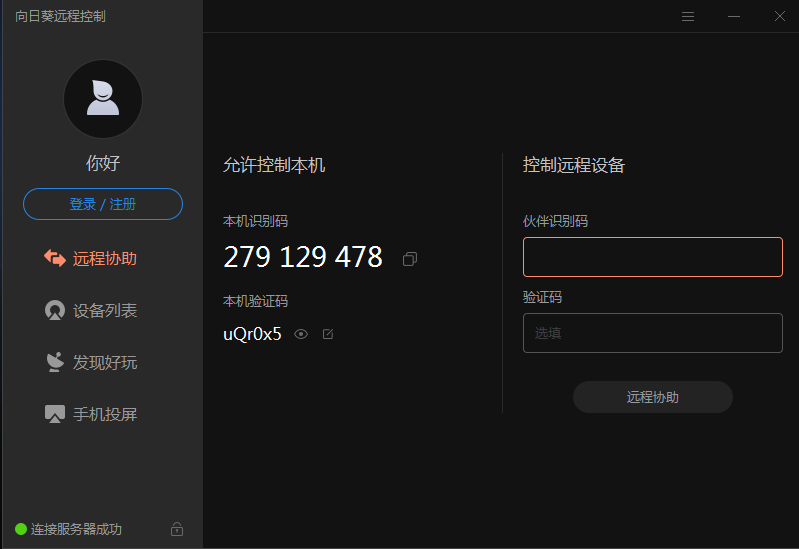 向日葵远程控制
你好
登录 / 注册
远程协助
设备列表
发现好玩
手机投屏
连接服务器成功
允许控制本机
本机识别码
279 129 478
本机验证码
uQr0x5
控制远程设备
伙伴识别码
验证码
选填
远程协助